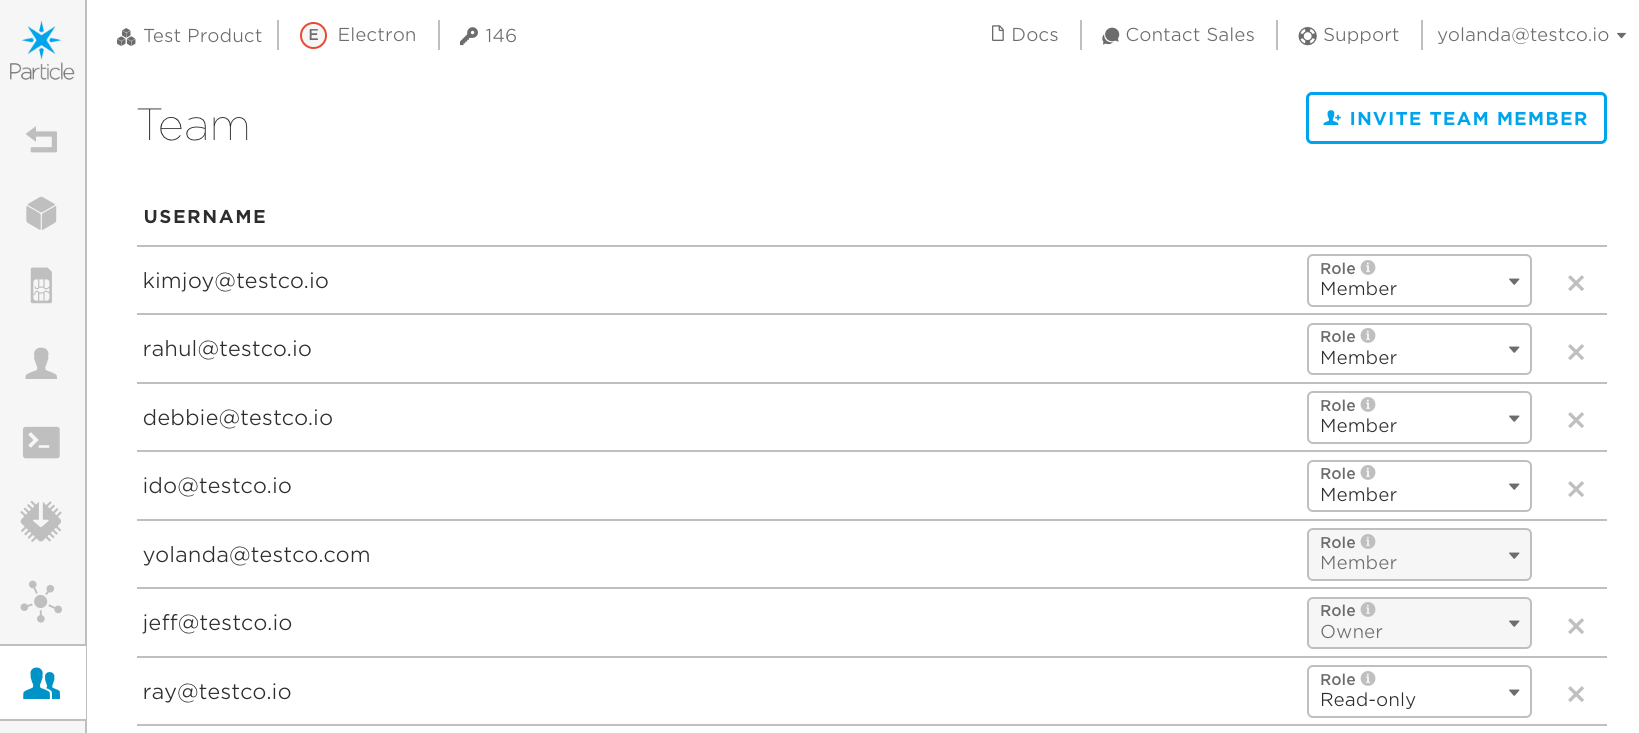 Particle
Test Product
E Electron
146
Docs
Contact Sales
Support
yolanda@testco.io
Team
INVITE TEAM MEMBER
USERNAME
kimjoy@testco.io
Role
Member
rahul@testco.io
Role
Member
debbie@testco.io
Role
Member
ido@testco.io
Role
Member
yolanda@testco.com
Role
Member
jeff@testco.io
Role
Owner
ray@testco.io
Role
Read-only